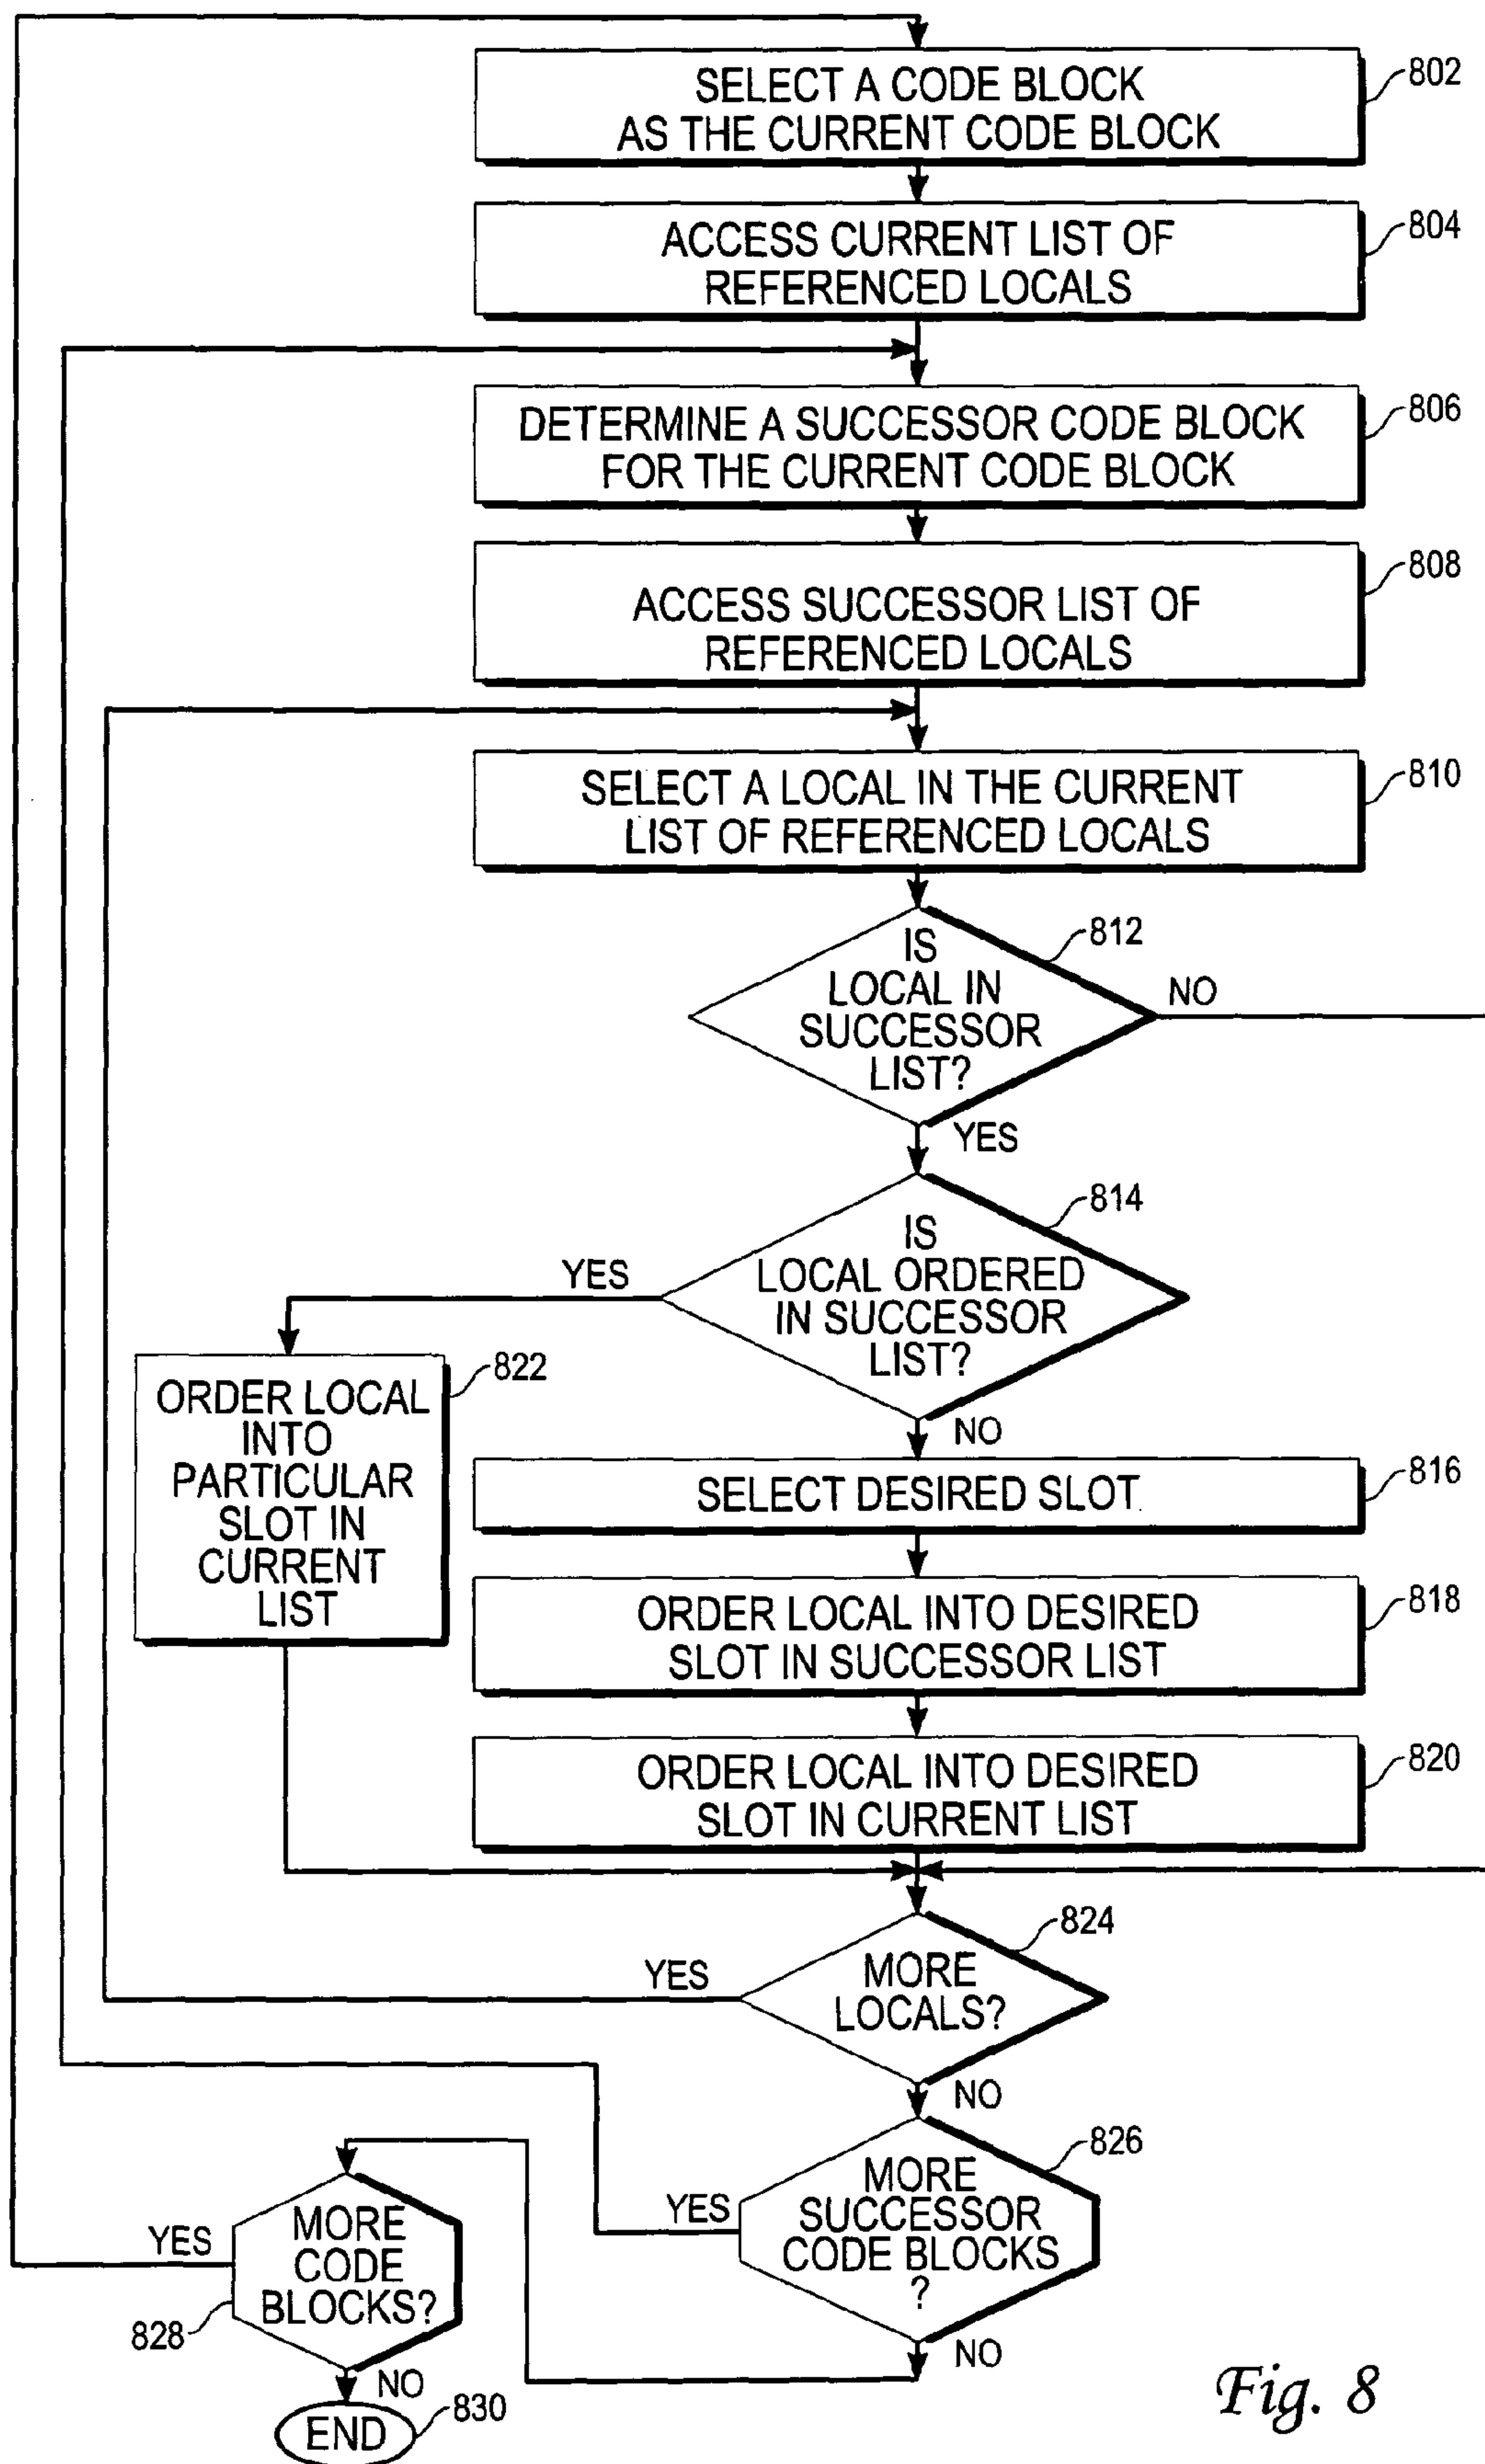 SELECT A CODE BLOCK
AS THE CURRENT CODE BLOCK
802
ACCESS CURRENT LIST OF
REFERENCED LOCALS
804
DETERMINE A SUCCESSOR CODE BLOCK
FOR THE CURRENT CODE BLOCK
806
ACCESS SUCCESSOR LIST OF
REFERENCED LOCALS
808
SELECT A LOCAL IN THE CURRENT
LIST OF REFERENCED LOCALS
810
IS
LOCAL IN
SUCCESSOR
LIST?
812
NO
YES
IS
LOCAL ORDERED
IN SUCCESSOR
LIST?
814
YES
NO
ORDER LOCAL
INTO
PARTICULAR
SLOT IN
CURRENT
LIST
822
SELECT DESIRED SLOT
816
ORDER LOCAL INTO DESIRED
SLOT IN SUCCESSOR LIST
818
ORDER LOCAL INTO DESIRED
SLOT IN CURRENT LIST
820
MORE
LOCALS?
824
YES
NO
MORE
SUCCESSOR
CODE BLOCKS
?
826
YES
NO
MORE
CODE
BLOCKS?
828
YES
NO
END
830
Fig. 8